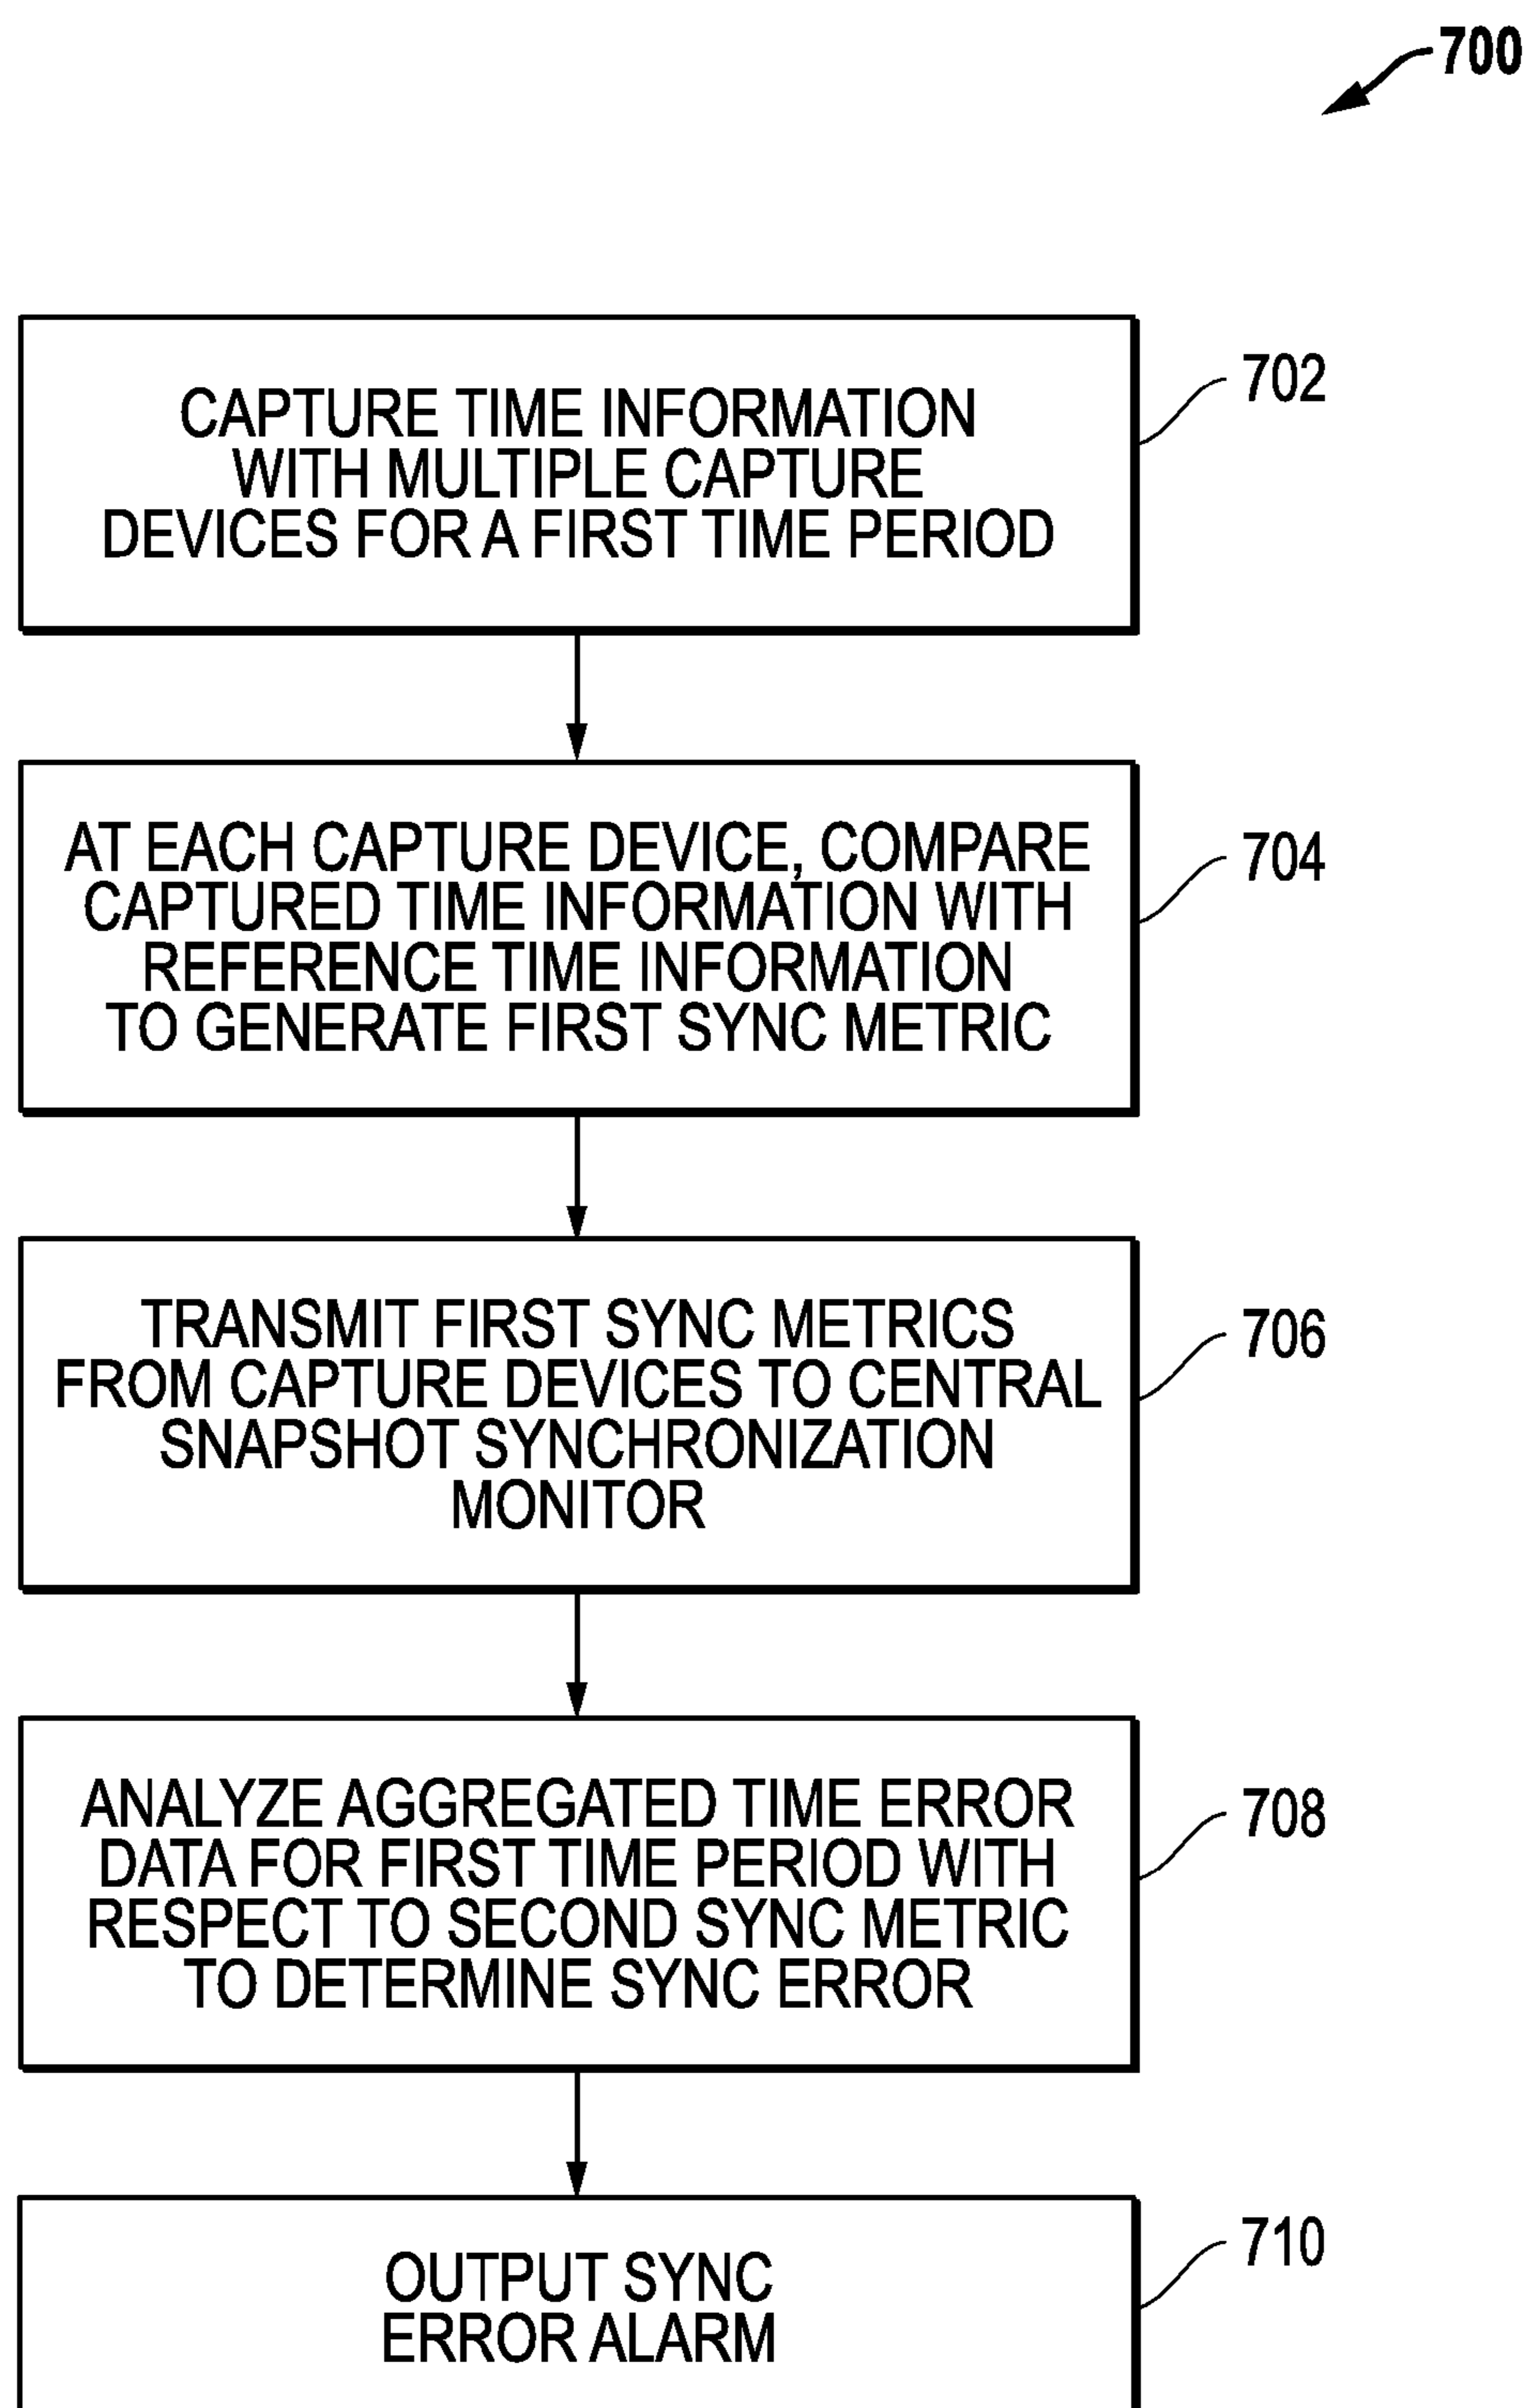 700
CAPTURE TIME INFORMATION
WITH MULTIPLE CAPTURE
DEVICES FOR A FIRST TIME PERIOD
702
AT EACH CAPTURE DEVICE, COMPARE
CAPTURED TIME INFORMATION WITH
REFERENCE TIME INFORMATION
TO GENERATE FIRST SYNC METRIC
704
TRANSMIT FIRST SYNC METRICS
FROM CAPTURE DEVICES TO CENTRAL
SNAPSHOT SYNCHRONIZATION
MONITOR
706
ANALYZE AGGREGATED TIME ERROR
DATA FOR FIRST TIME PERIOD WITH
RESPECT TO SECOND SYNC METRIC
TO DETERMINE SYNC ERROR
708
OUTPUT SYNC
ERROR ALARM
710